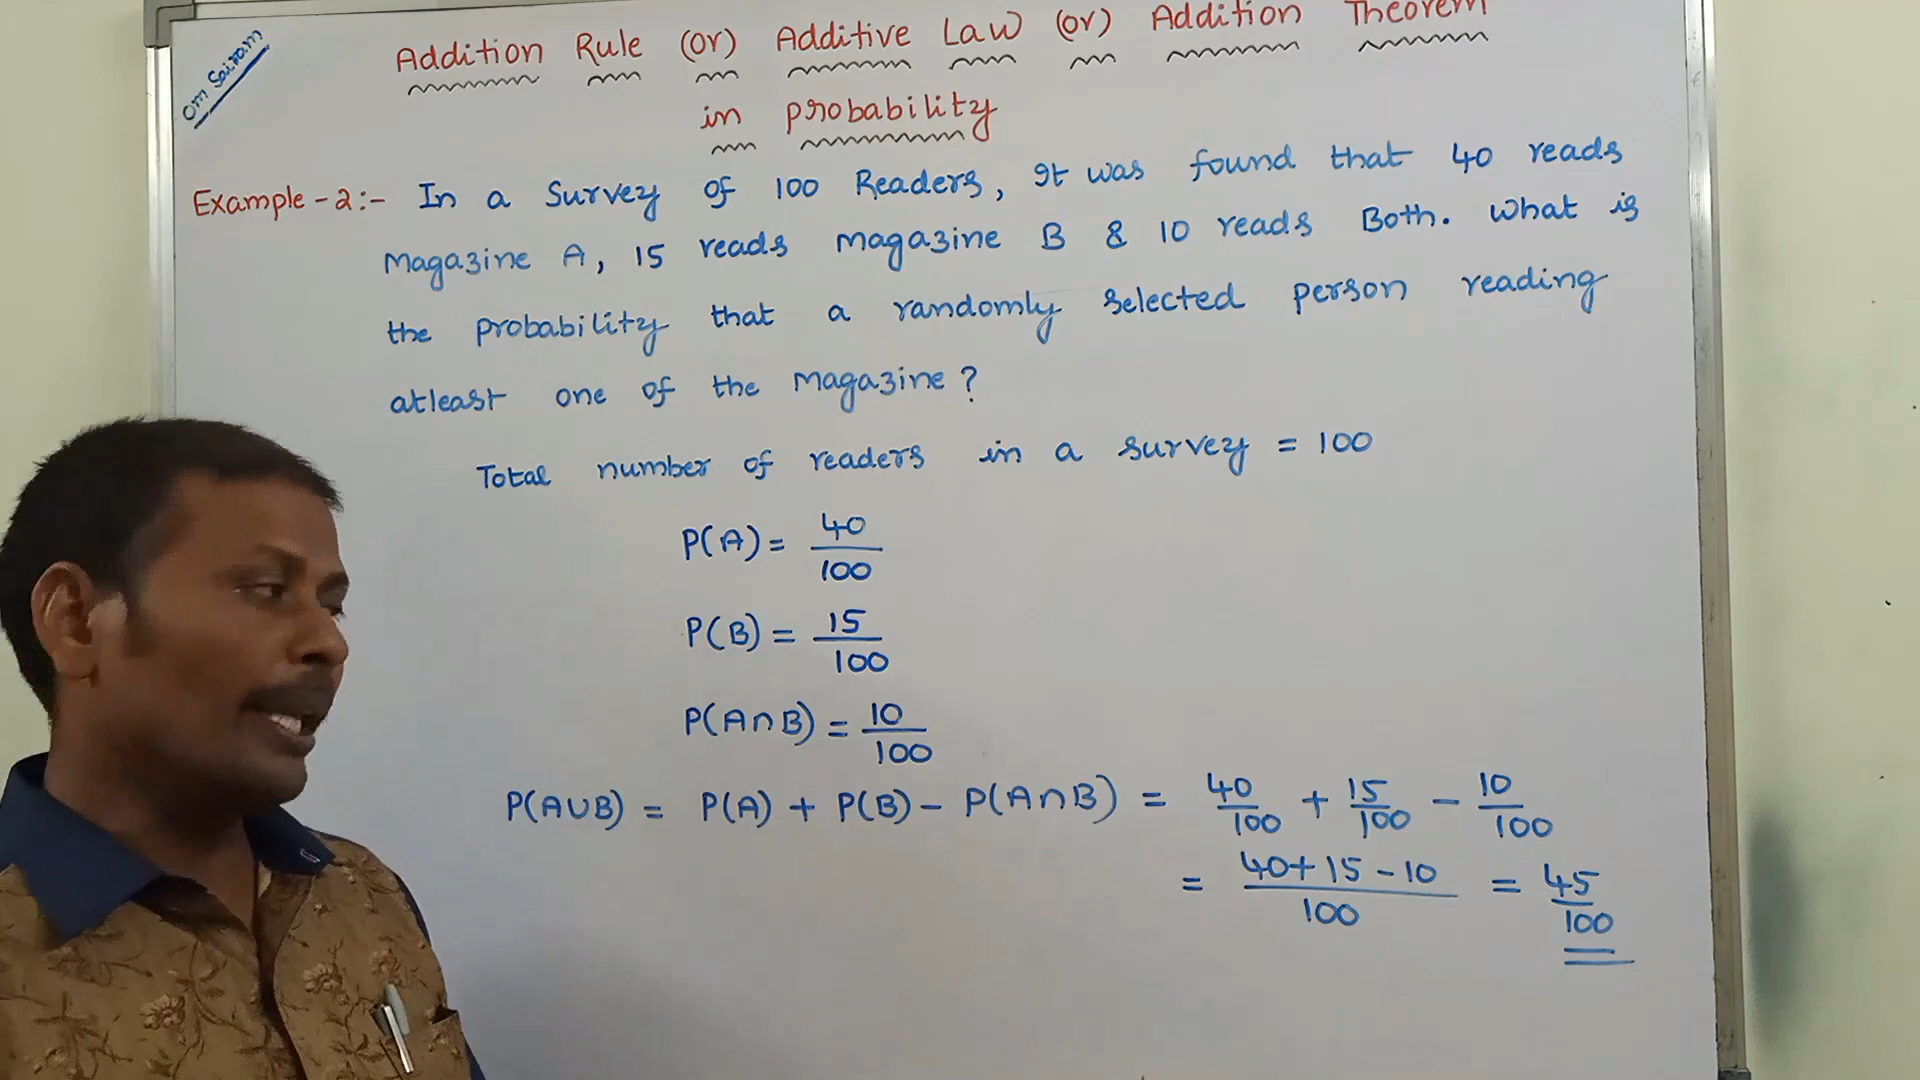 Om Sairam
Addition Rule (or) Additive Law (or) Addition Theorem
in probability
Example-2:- In a Survey of 100 Readers, It was found that 40 reads
Magazine A, 15 reads magazine B & 10 reads Both. What is
the probability that a randomly selected person reading
atleast one of the Magazine?
Total number of readers in a survey = 100
P(A) = 40/100
P(B) = 15/100
P(A∩B) = 10/100
P(A∪B) = P(A) + P(B) - P(A∩B) = 40/100 + 15/100 - 10/100
= 40+15-10/100 = 45/100